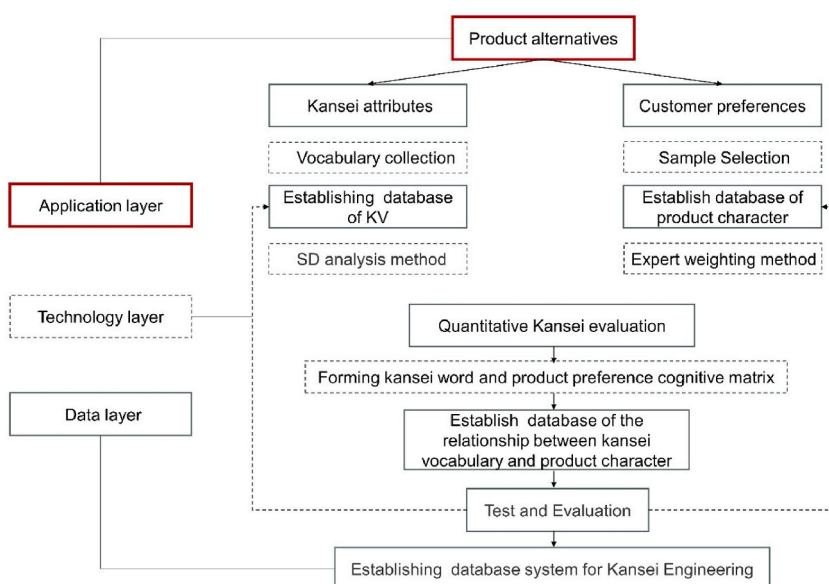 Product alternatives
Kansei attributes
Customer preferences
Vocabulary collection
Sample Selection
Application layer
Establishing database
of KV
Establish database of
product character
SD analysis method
Expert weighting method
Technology layer
Quantitative Kansei evaluation
Forming kansei word and product preference cognitive matrix
Data layer
Establish database of the
relationship between kansei
vocabulary and product character
Test and Evaluation
Establishing database system for Kansei Engineering